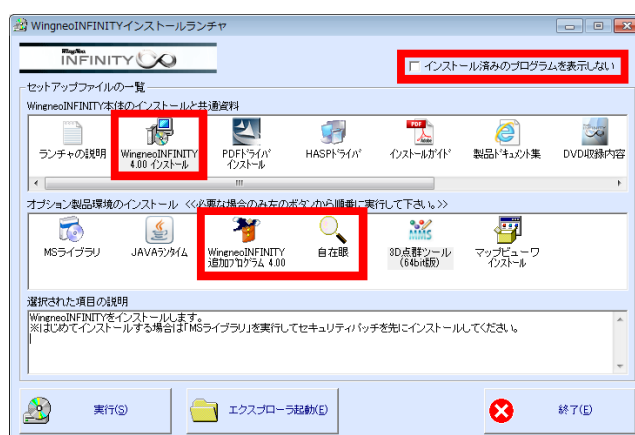 WingneoINFINITYインストールランチャ
WingNeo
INFINITY
インストール済みのプログラムを表示しない
セットアップファイルの一覧
WingneoINFINITY本体のインストールと共通資料
ランチャの説明
WingneoINFINITY
4.00 インストール
PDFドライバ
インストール
HASPドライバ
PDF
Adobe
インストールガイド
製品ドキュメント集
DVD収録内容
オプション製品環境のインストール <<必要な場合のみ左のボタンから順番に実行して下さい。>>
MSライブラリ
JAVAランタイム
WingneoINFINITY
追加プログラム 4.00
自在眼
MMS
3D点群ツール
(64bit版)
マップビューワ
インストール
選択された項目の説明
WingneoINFINITYをインストールします。
※はじめてインストールする場合は「MSライブラリ」を実行してセキュリティパッチを先にインストールしてください。
実行(S)
エクスプローラ起動(E)
終了(E)